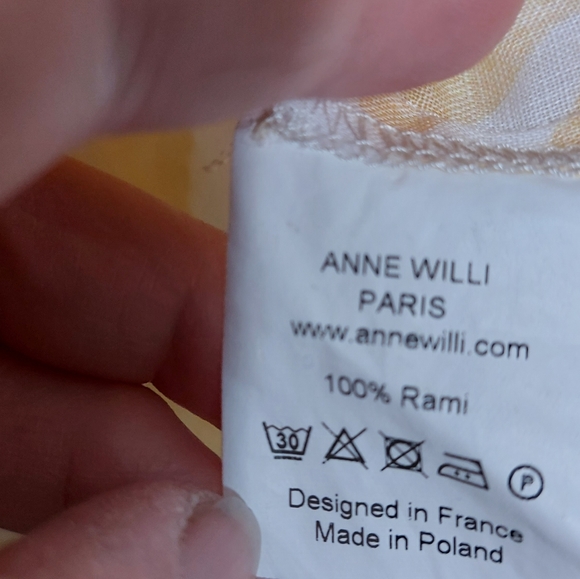 ANNE WILLI
PARIS
www.annewilli.com
100% Rami
30 P
Designed in France
Made in Poland